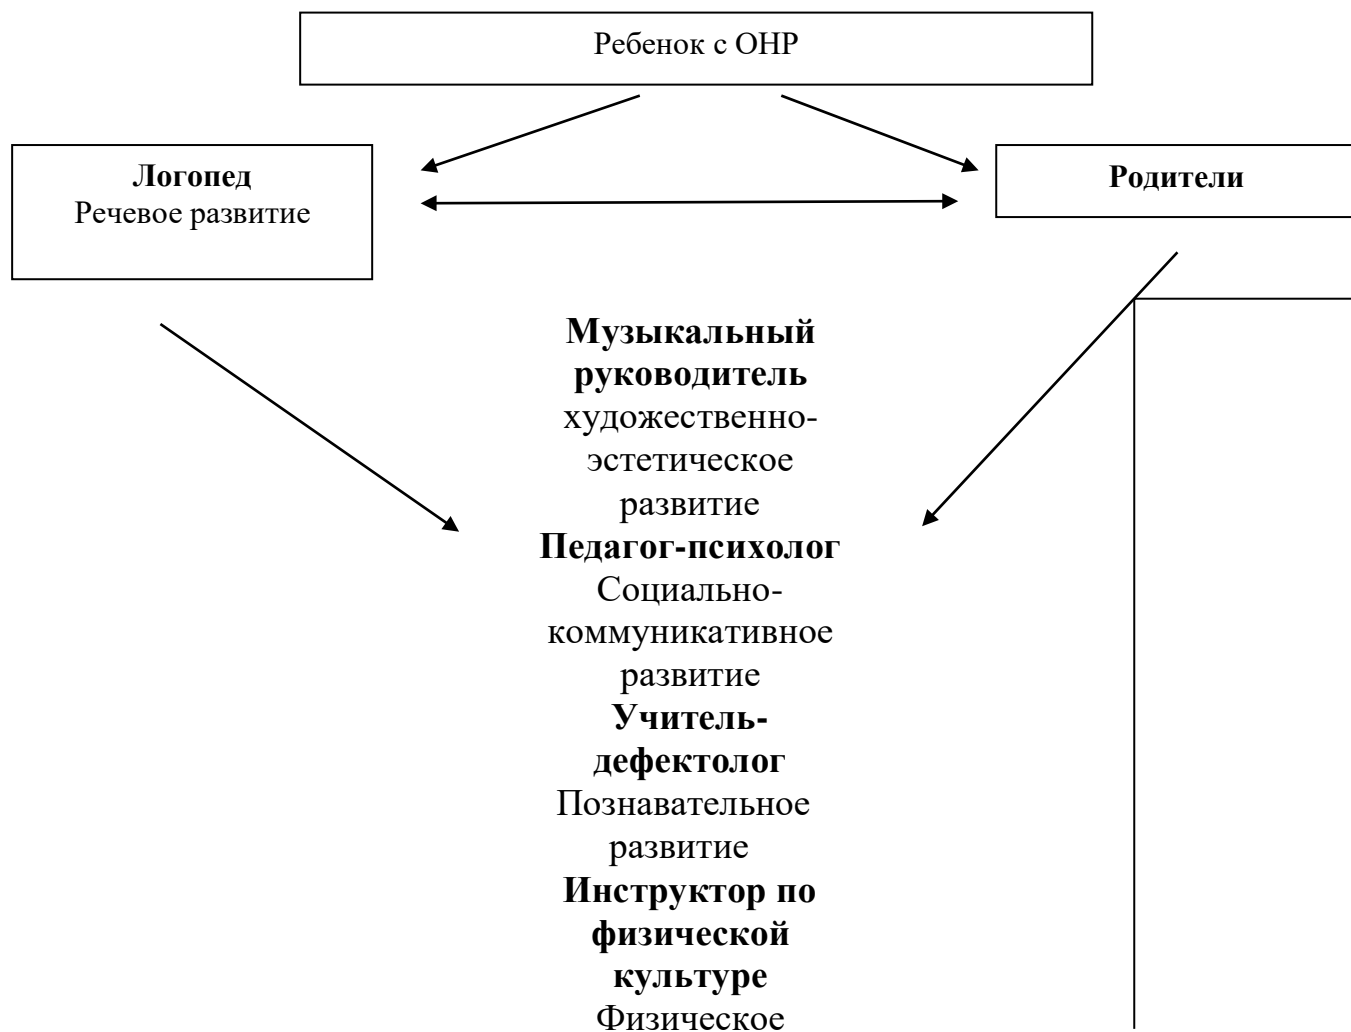 Ребенок с ОНР
Логопед
Речевое развитие
Родители
Музыкальный
руководитель
художественно-
эстетическое
развитие
Педагог-психолог
Социально-
коммуникативное
развитие
Учитель-
дефектолог
Познавательное
развитие
Инструктор по
физической
культуре
Физическое